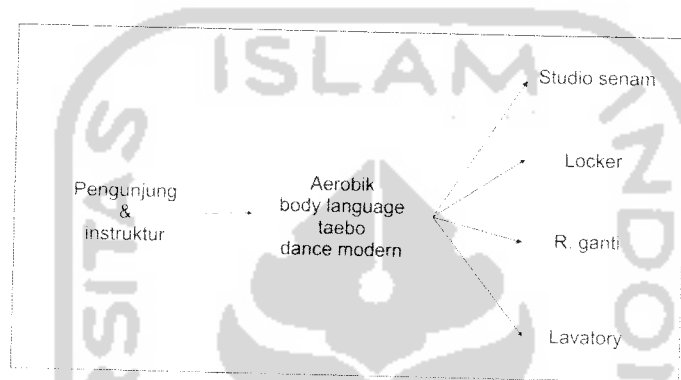 ISLAM
Studio senam
Locker
Pengunjung
&
instruktur
Aerobik
body language
taebo
dance modern
R. ganti
Lavatory